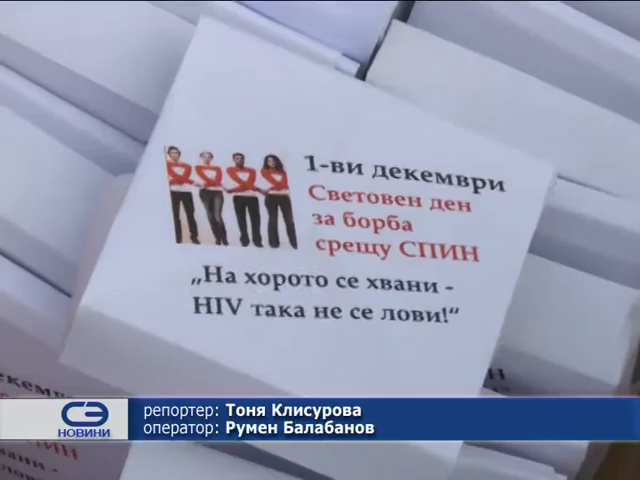 1-ви декември
Световен ден
за борба
срещу СПИН
„На хорото се хвани -
HIV така не се лови!“
СЭ
НОВИНИ
репортер: Тоня Клисурова
оператор: Румен Балабанов